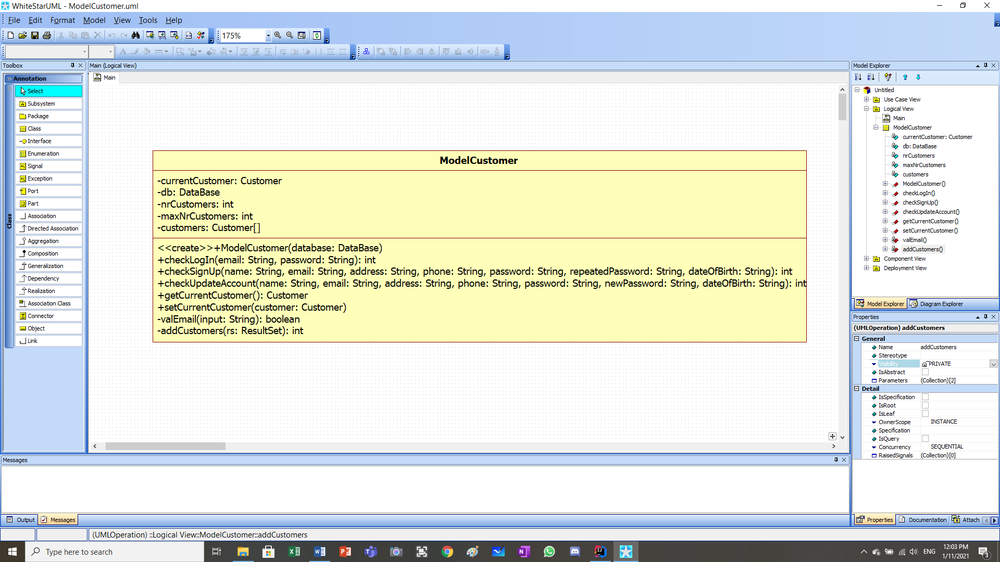 WhiteStarUML - ModelCustomer.uml
File Edit Format Model View Tools Help
175%
Toolbox
Annotation
Select
Subsystem
Package
Class
Interface
Enumeration
Signal
Exception
Port
Part
Association
Directed Association
Aggregation
Composition
Generalization
Dependency
Realization
Association Class
Connector
Object
Link
Class
Main (Logical View)
Main
ModelCustomer
-currentCustomer: Customer
-db: DataBase
-nrCustomers: int
-maxNrCustomers: int
-customers: Customer[]
<<create>>+ModelCustomer(database: DataBase)
+checkLogIn(email: String, password: String): int
+checkSignUp(name: String, email: String, address: String, phone: String, password: String, repeatedPassword: String, dateOfBirth: String): int
+checkUpdateAccount(name: String, email: String, address: String, phone: String, password: String, newPassword: String, dateOfBirth: String): int
+getCurrentCustomer(): Customer
+setCurrentCustomer(customer: Customer)
-valEmail(input: String): boolean
-addCustomers(rs: ResultSet): int
Model Explorer
Untitled
Use Case View
Logical View
Main
ModelCustomer
currentCustomer: Customer
db: DataBase
nrCustomers
maxNrCustomers
customers
ModelCustomer()
checkLogIn()
checkSignUp()
checkUpdateAccount()
getCurrentCustomer()
setCurrentCustomer()
valEmail()
addCustomers()
Component View
Deployment View
Model Explorer Diagram Explorer
Properties
(UMLOperation) addCustomers
General
Name addCustomers
Stereotype
Visibility PRIVATE
IsAbstract
Parameters (Collection)[2]
Detail
IsSpecification
IsRoot
IsLeaf
OwnerScope INSTANCE
Specification
IsQuery
Concurrency SEQUENTIAL
RaisedSignals (Collection)[0]
Properties Documentation Attach
Messages
Output Messages
(UMLOperation) ::Logical View::ModelCustomer::addCustomers
Type here to search
ENG
12:03 PM
1/11/2021
3